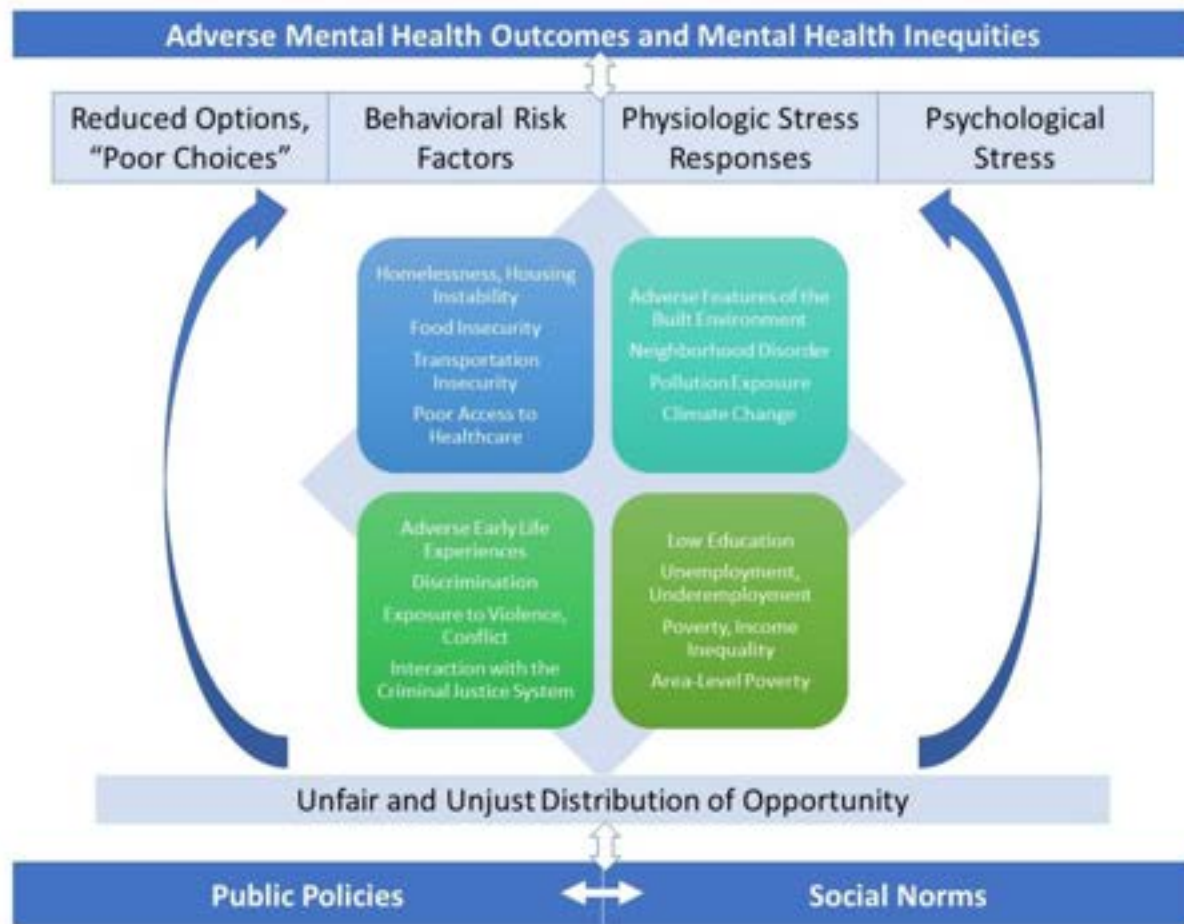 Adverse Mental Health Outcomes and Mental Health Inequities
Reduced Options,
“Poor Choices”
Behavioral Risk
Factors
Physiologic Stress
Responses
Psychological
Stress
Homelessness, Housing
Instability
Food Insecurity
Transportation
Insecurity
Poor Access to
Healthcare
Adverse Features of the
Built Environment
Neighborhood Disorder
Pollution Exposure
Climate Change
Adverse Early Life
Experiences
Discrimination
Exposure to Violence,
Conflict
Interaction with the
Criminal Justice System
Low Education
Unemployment,
Underemployment
Poverty, Income
Inequality
Area-Level Poverty
Unfair and Unjust Distribution of Opportunity
Public Policies
Social Norms